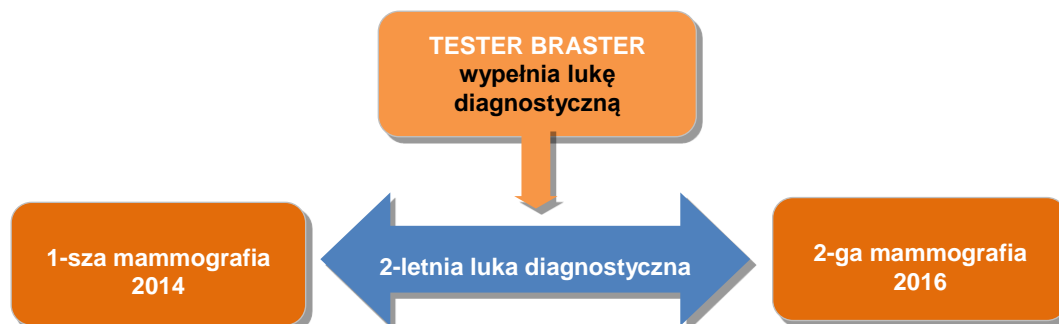 TESTER BRASTER
wypełnia lukę
diagnostyczną
1-sza mammografia
2014
2-letnia luka diagnostyczna
2-ga mammografia
2016